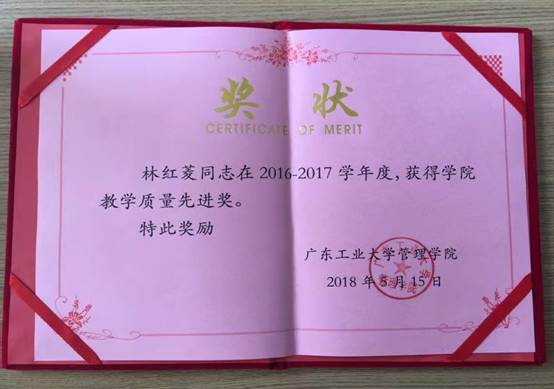 奖状
CERTIFICATE OF MERIT
林红菱同志在 2016-2017 学年度,获得学院
教学质量先进奖。
特此奖励
广东工业大学管理学院
2018 年 5 月 15 日